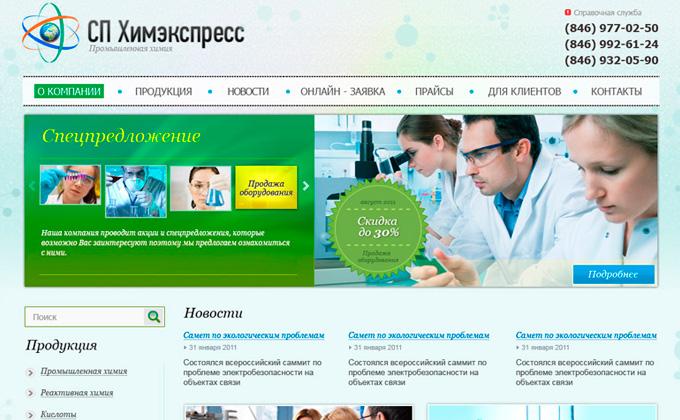 СП Химэкспресс
Промышленная химия
Справочная служба
(846) 977-02-50
(846) 992-61-24
(846) 932-05-90
О КОМПАНИИ
ПРОДУКЦИЯ
НОВОСТИ
ОНЛАЙН - ЗАЯВКА
ПРАЙСЫ
ДЛЯ КЛИЕНТОВ
КОНТАКТЫ
Спецпредложение
Продажа
оборудования
Наша компания проводит акции и спецпредложения, которые
возможно Вас заинтересуют поэтому мы предлогаем ознакомиться
с ними.
август 2011
Скидка
до 30%
Продажа
оборудования
Подробнее
Поиск
Продукция
Промышленная химия
Реактивная химия
Кислоты
Новости
Самет по экологическим проблемам
31 января 2011
Состоялся всероссийский саммит по
проблеме электробезопасности на
объектах связи
Самет по экологическим проблемам
31 января 2011
Состоялся всероссийский саммит по
проблеме электробезопасности на
объектах связи
Самет по экологическим проблемам
31 января 2011
Состоялся всероссийский саммит по
проблеме электробезопасности на
объектах связи